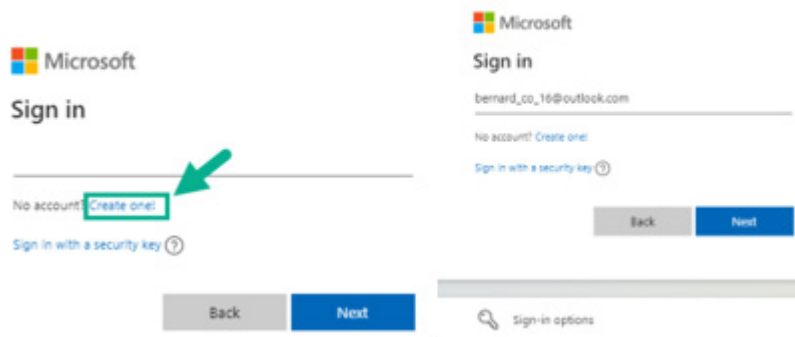 Microsoft
Sign in
No account? Create one!
Sign in with a security key
Back
Next
Microsoft
Sign in
bernard_co_16@outlook.com
No account? Create one!
Sign in with a security key
Back
Next
Sign-in options